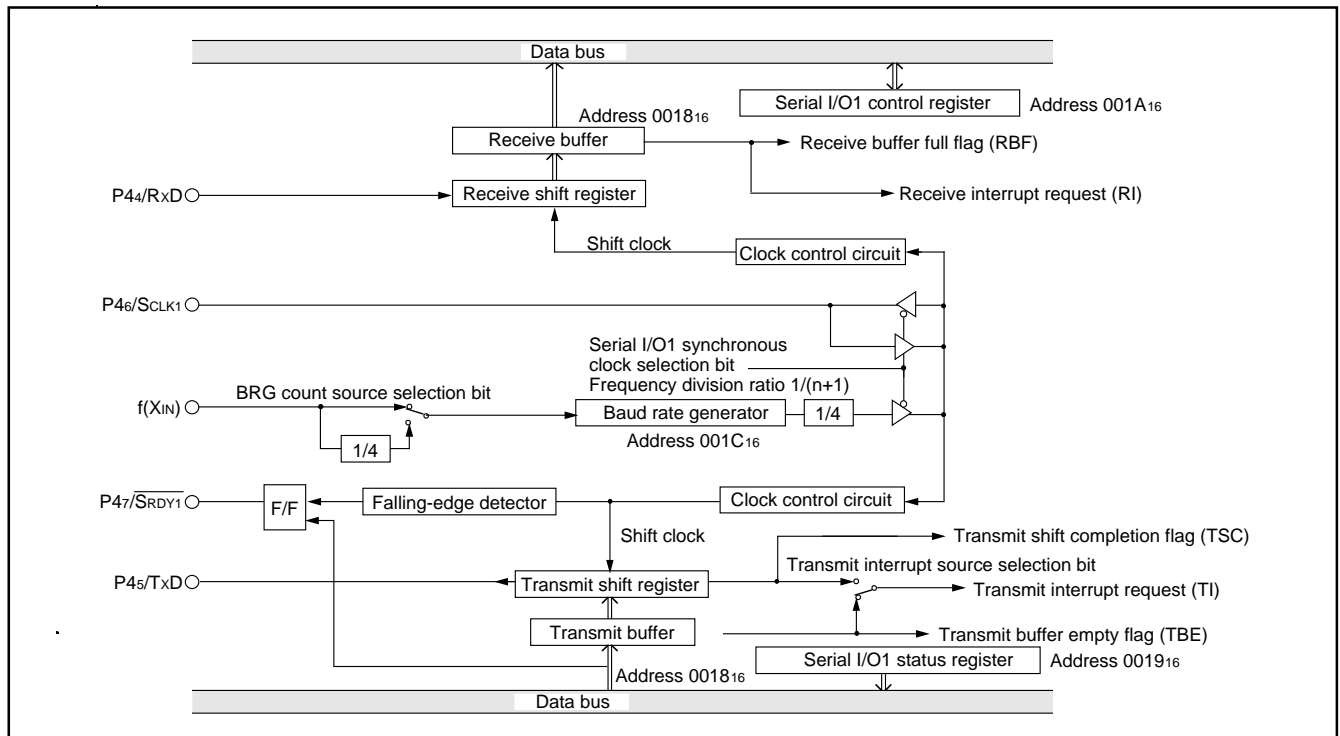 Data bus
Serial I/O1 control register Address 001A16
Address 001816
Receive buffer Receive buffer full flag (RBF)
P44/RXD Receive shift register Receive interrupt request (RI)
Shift clock Clock control circuit
P46/SCLK1
Serial I/O1 synchronous
clock selection bit
Frequency division ratio 1/(n+1)
BRG count source selection bit
f(XIN) Baud rate generator 1/4
1/4 Address 001C16
P47/SRDY1 F/F Falling-edge detector Clock control circuit
Shift clock Transmit shift completion flag (TSC)
Transmit interrupt source selection bit
P45/TXD Transmit shift register Transmit interrupt request (TI)
Transmit buffer Transmit buffer empty flag (TBE)
Address 001816 Serial I/O1 status register Address 001916
Data bus